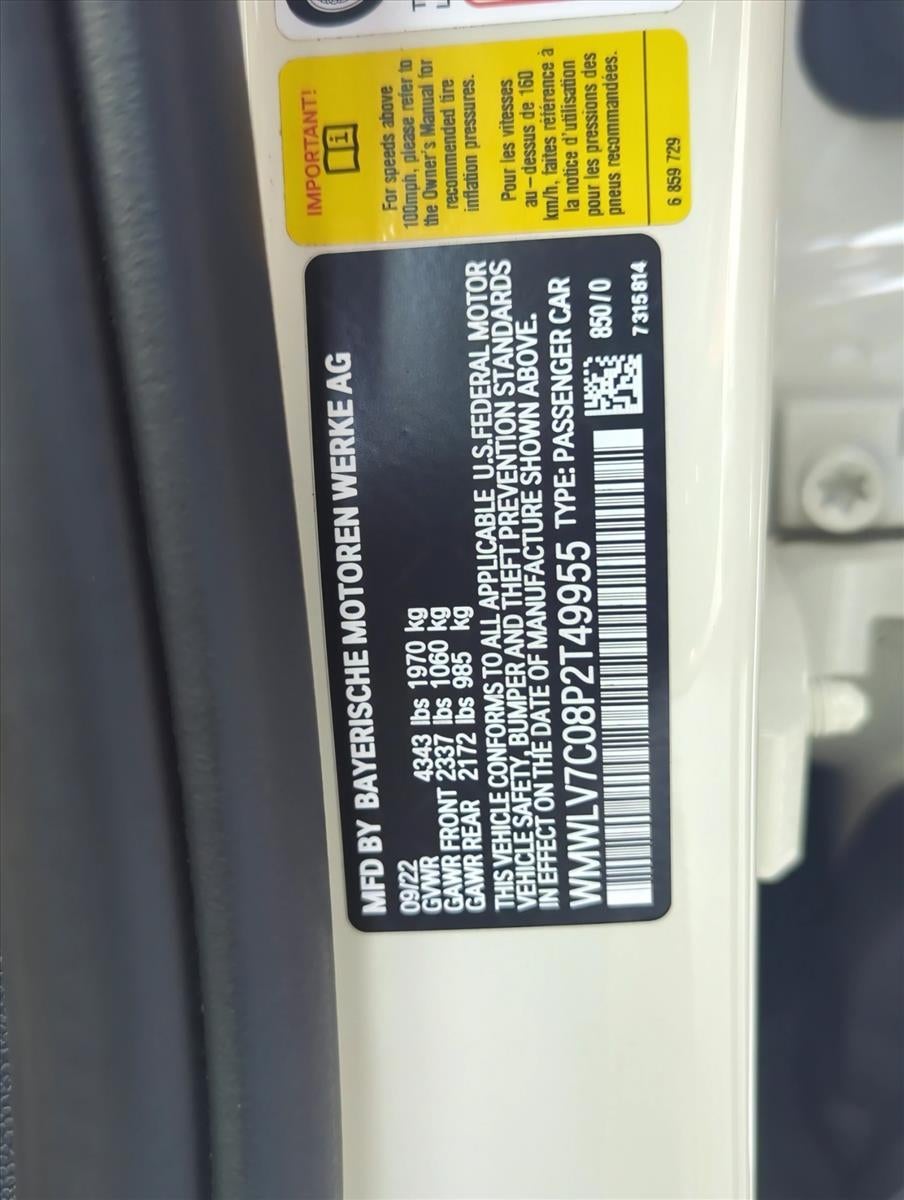 MFD BY BAYERISCHE MOTOREN WERKE AG
09/22
GVWR 4343 lbs 1970 kg
GAWR FRONT 2337 lbs 1060 kg
GAWR REAR 2172 lbs 985 kg
THIS VEHICLE CONFORMS TO ALL APPLICABLE U.S.FEDERAL MOTOR
VEHICLE SAFETY, BUMPER AND THEFT PREVENTION STANDARDS
IN EFFECT ON THE DATE OF MANUFACTURE SHOWN ABOVE.
WMWLV7C08P2T49955 TYPE: PASSENGER CAR
850/0
7315814
IMPORTANT!
For speeds above
100mph, please refer to
the Owner's Manual for
recommended tire
inflation pressures.
Pour les vitesses
au-dessus de 160
km/h, faites référence à
la notice d'utilisation
pour les pressions des
pneus recommandées.
6 859 729